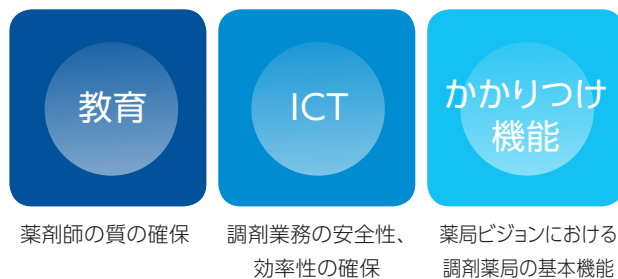 教育
ICT
かかりつけ
機能
薬剤師の質の確保
調剤業務の安全性、
効率性の確保
薬局ビジョンにおける
調剤薬局の基本機能